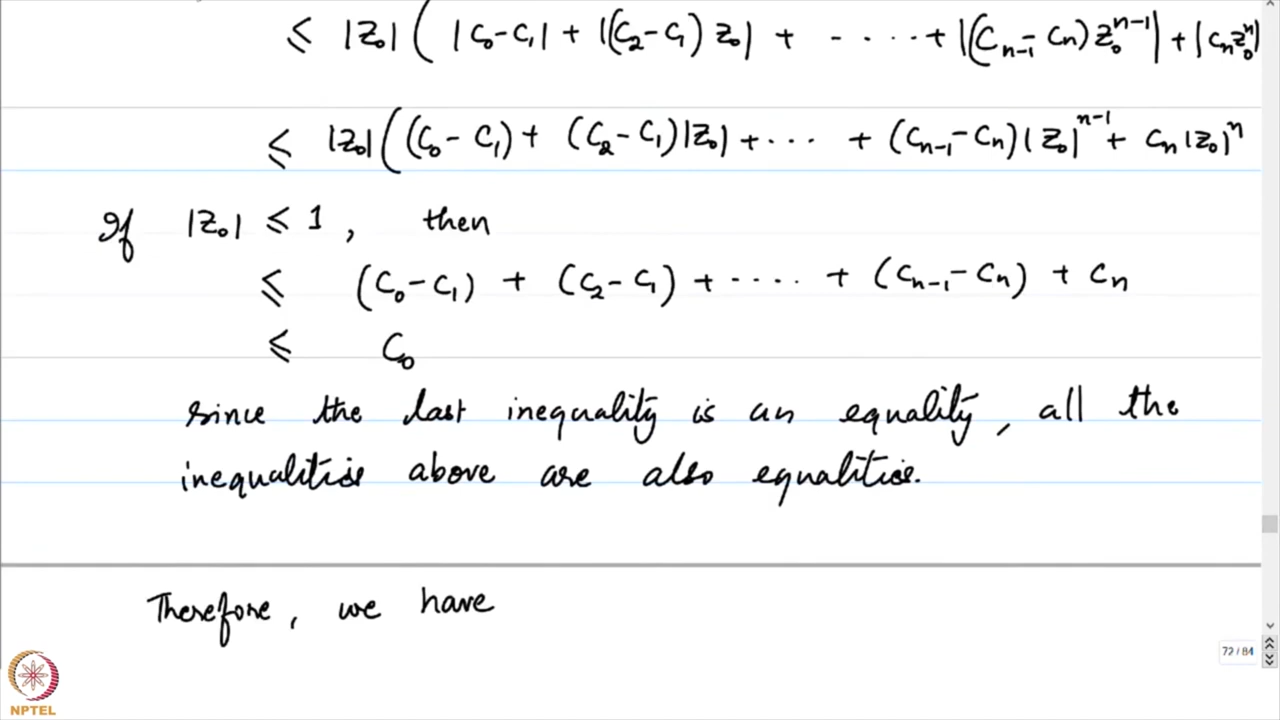 ≤ |z₀| ( |C₀-C₁| + |(C₂-C₁) z₀| + - · · · · + |(Cₙ₋₁ - Cₙ) z₀ⁿ⁻¹| + |Cₙz₀ⁿ|
≤ |z₀| ( (C₀ - C₁) + (C₂ - C₁)|z₀| + · · · + (Cₙ₋₁ - Cₙ) |z₀|ⁿ⁻¹ + Cₙ |z₀|ⁿ
If |z₀| ≤ 1, then
≤ (C₀ - C₁) + (C₂ - C₁) + - · · · · + (Cₙ₋₁ - Cₙ) + Cₙ
≤ C₀
since the last inequality is an equality, all the
inequalities above are also equalities.
Therefore, we have
72 / 84
NPTEL